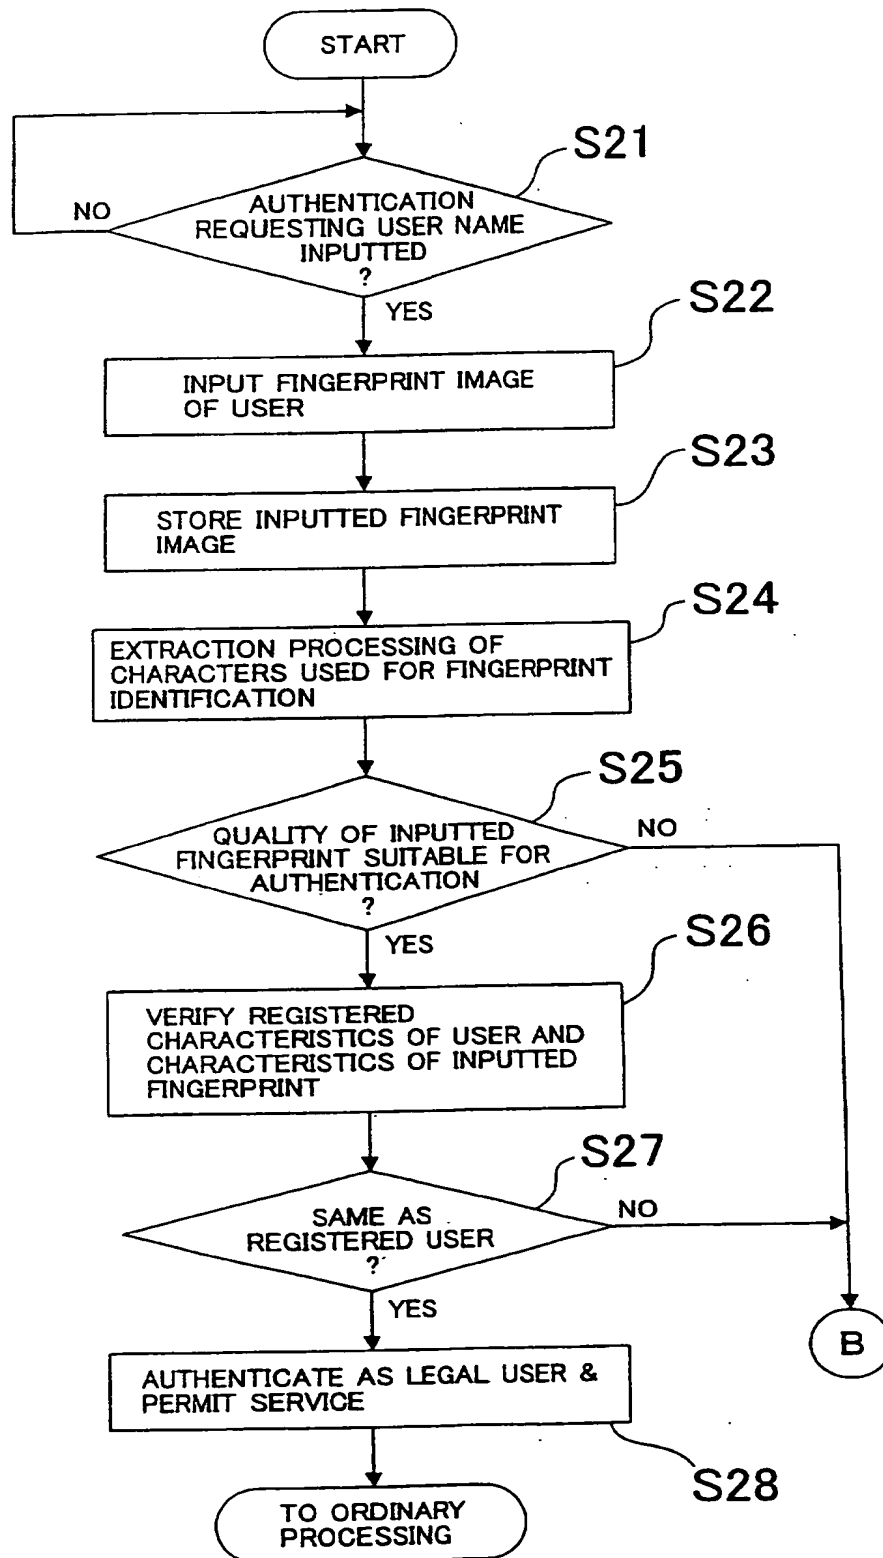 START
S21
AUTHENTICATION
REQUESTING USER NAME
INPUTTED
?
NO
YES
S22
INPUT FINGERPRINT IMAGE
OF USER
S23
STORE INPUTTED FINGERPRINT
IMAGE
S24
EXTRACTION PROCESSING OF
CHARACTERS USED FOR FINGERPRINT
IDENTIFICATION
S25
QUALITY OF INPUTTED
FINGERPRINT SUITABLE FOR
AUTHENTICATION
?
NO
YES
S26
VERIFY REGISTERED
CHARACTERISTICS OF USER AND
CHARACTERISTICS OF INPUTTED
FINGERPRINT
S27
SAME AS
REGISTERED USER
?
NO
YES
B
AUTHENTICATE AS LEGAL USER &
PERMIT SERVICE
S28
TO ORDINARY
PROCESSING